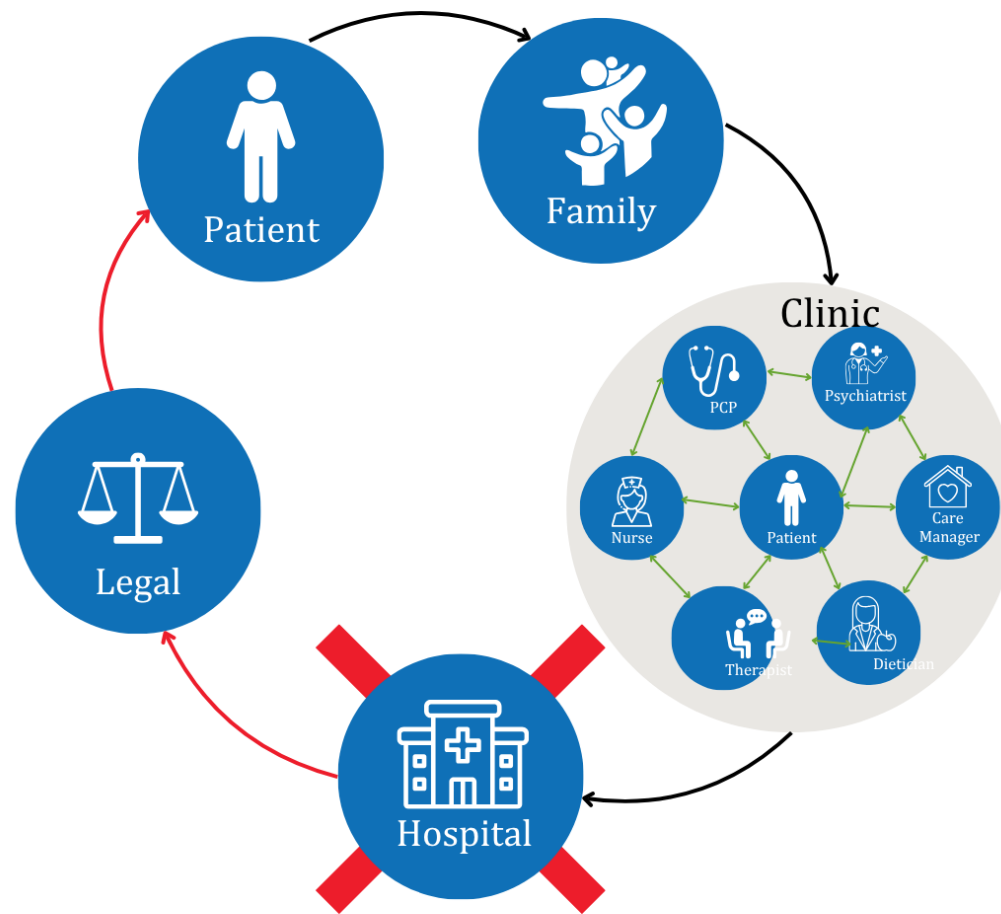 Patient
Family
Clinic
PCP
Psychiatrist
Nurse
Patient
Care
Manager
Therapist
Dietician
Legal
Hospital